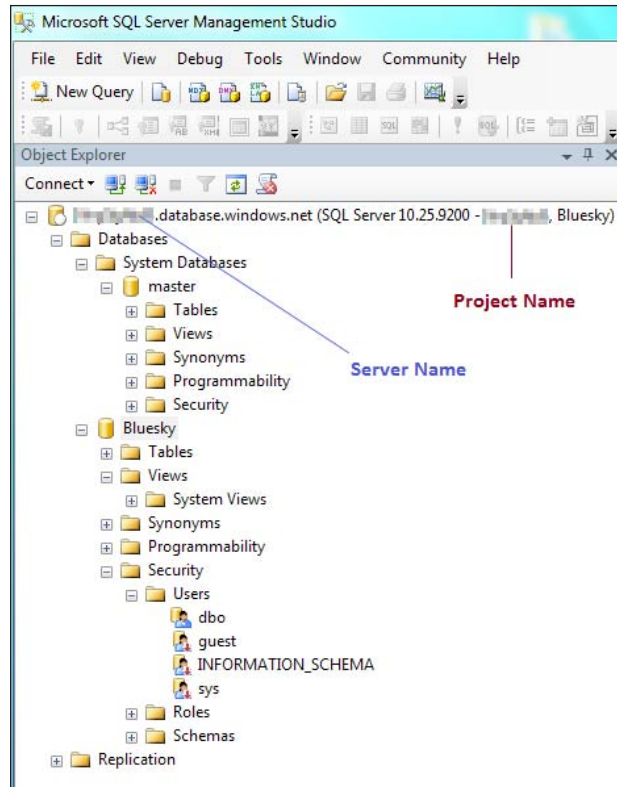 Microsoft SQL Server Management Studio
File Edit View Debug Tools Window Community Help
New Query
Object Explorer
Connect
.database.windows.net (SQL Server 10.25.9200 - , Bluesky)
Databases
System Databases
master
Project Name
Tables
Views
Synonyms
Server Name
Programmability
Security
Bluesky
Tables
Views
System Views
Synonyms
Programmability
Security
Users
dbo
guest
INFORMATION_SCHEMA
sys
Roles
Schemas
Replication